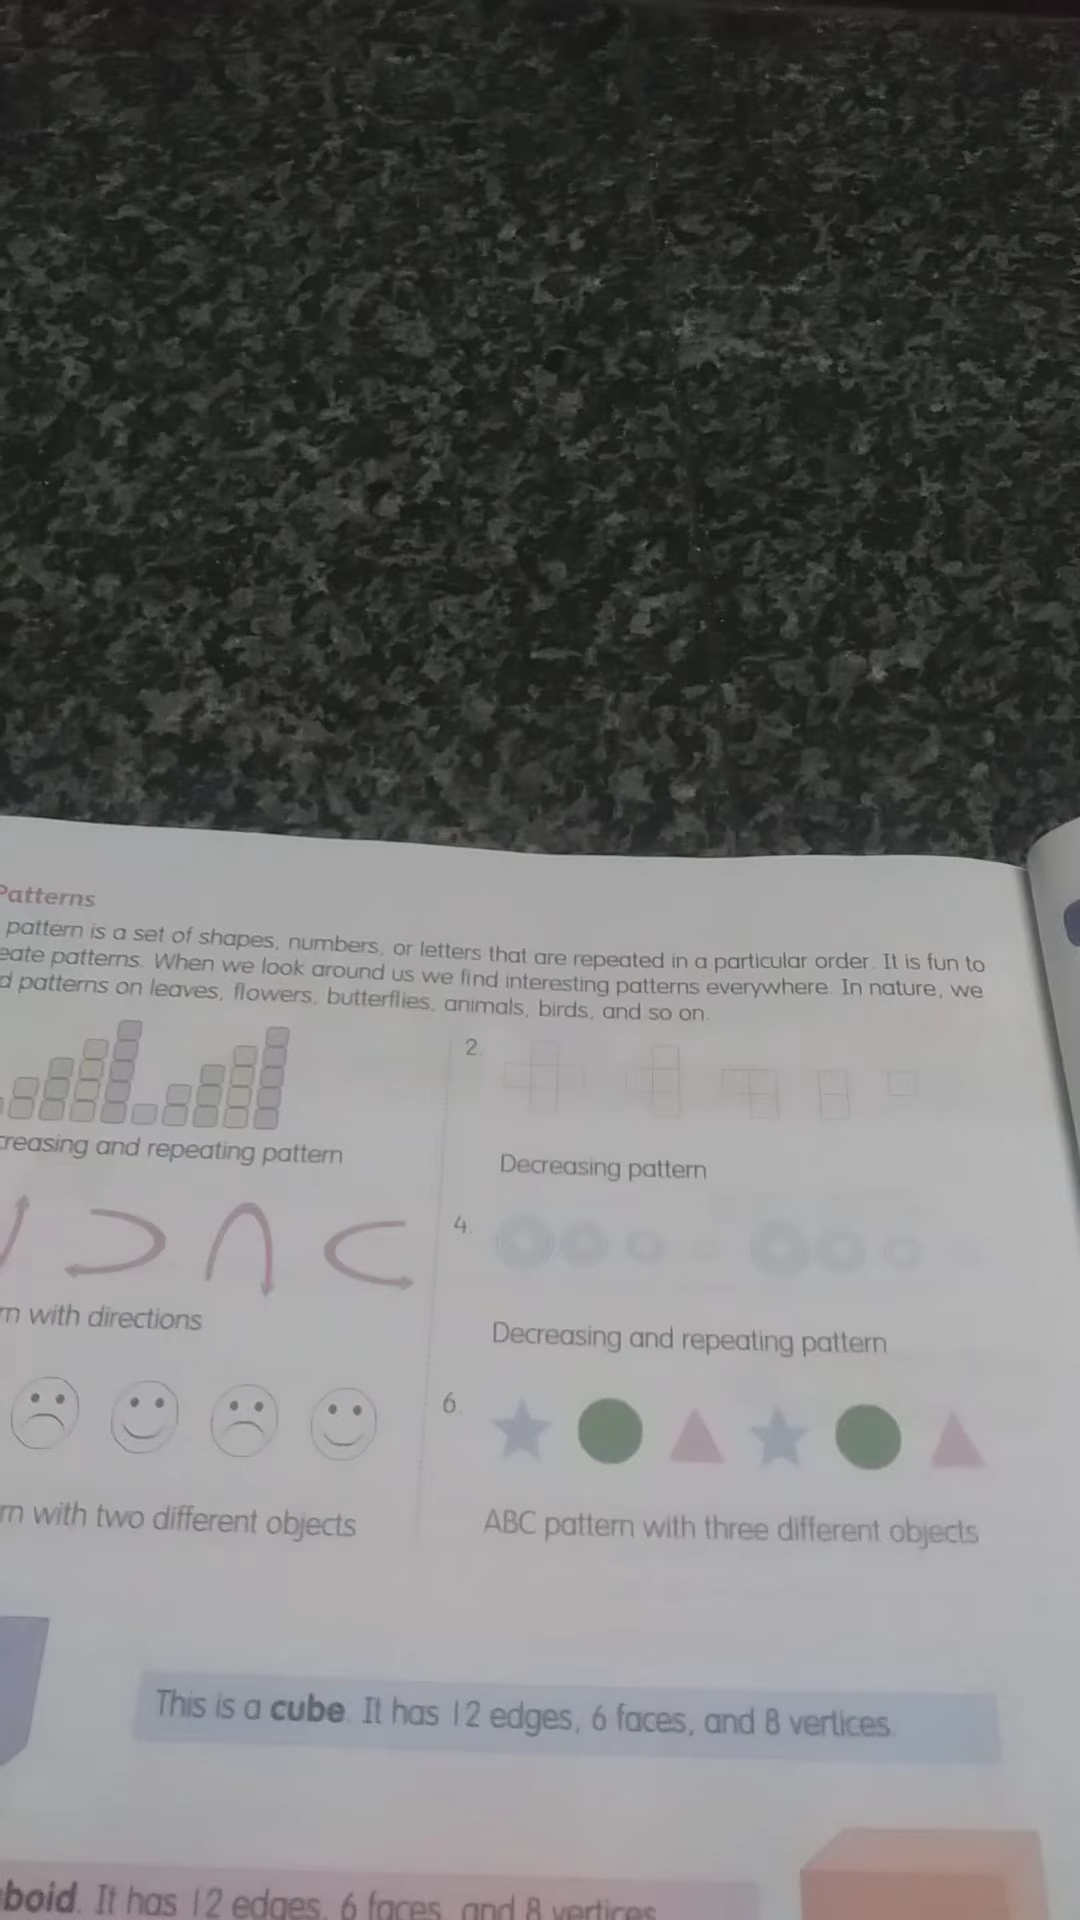 Patterns
pattern is a set of shapes, numbers, or letters that are repeated in a particular order. It is fun to
eate patterns. When we look around us we find interesting patterns everywhere. In nature, we
d patterns on leaves, flowers, butterflies, animals, birds, and so on.
2.
creasing and repeating pattern
Decreasing pattern
4.
rn with directions
Decreasing and repeating pattern
6.
rn with two different objects
ABC pattern with three different objects
This is a cube. It has 12 edges, 6 faces, and 8 vertices.
boid. It has 12 edges, 6 faces, and 8 vertices